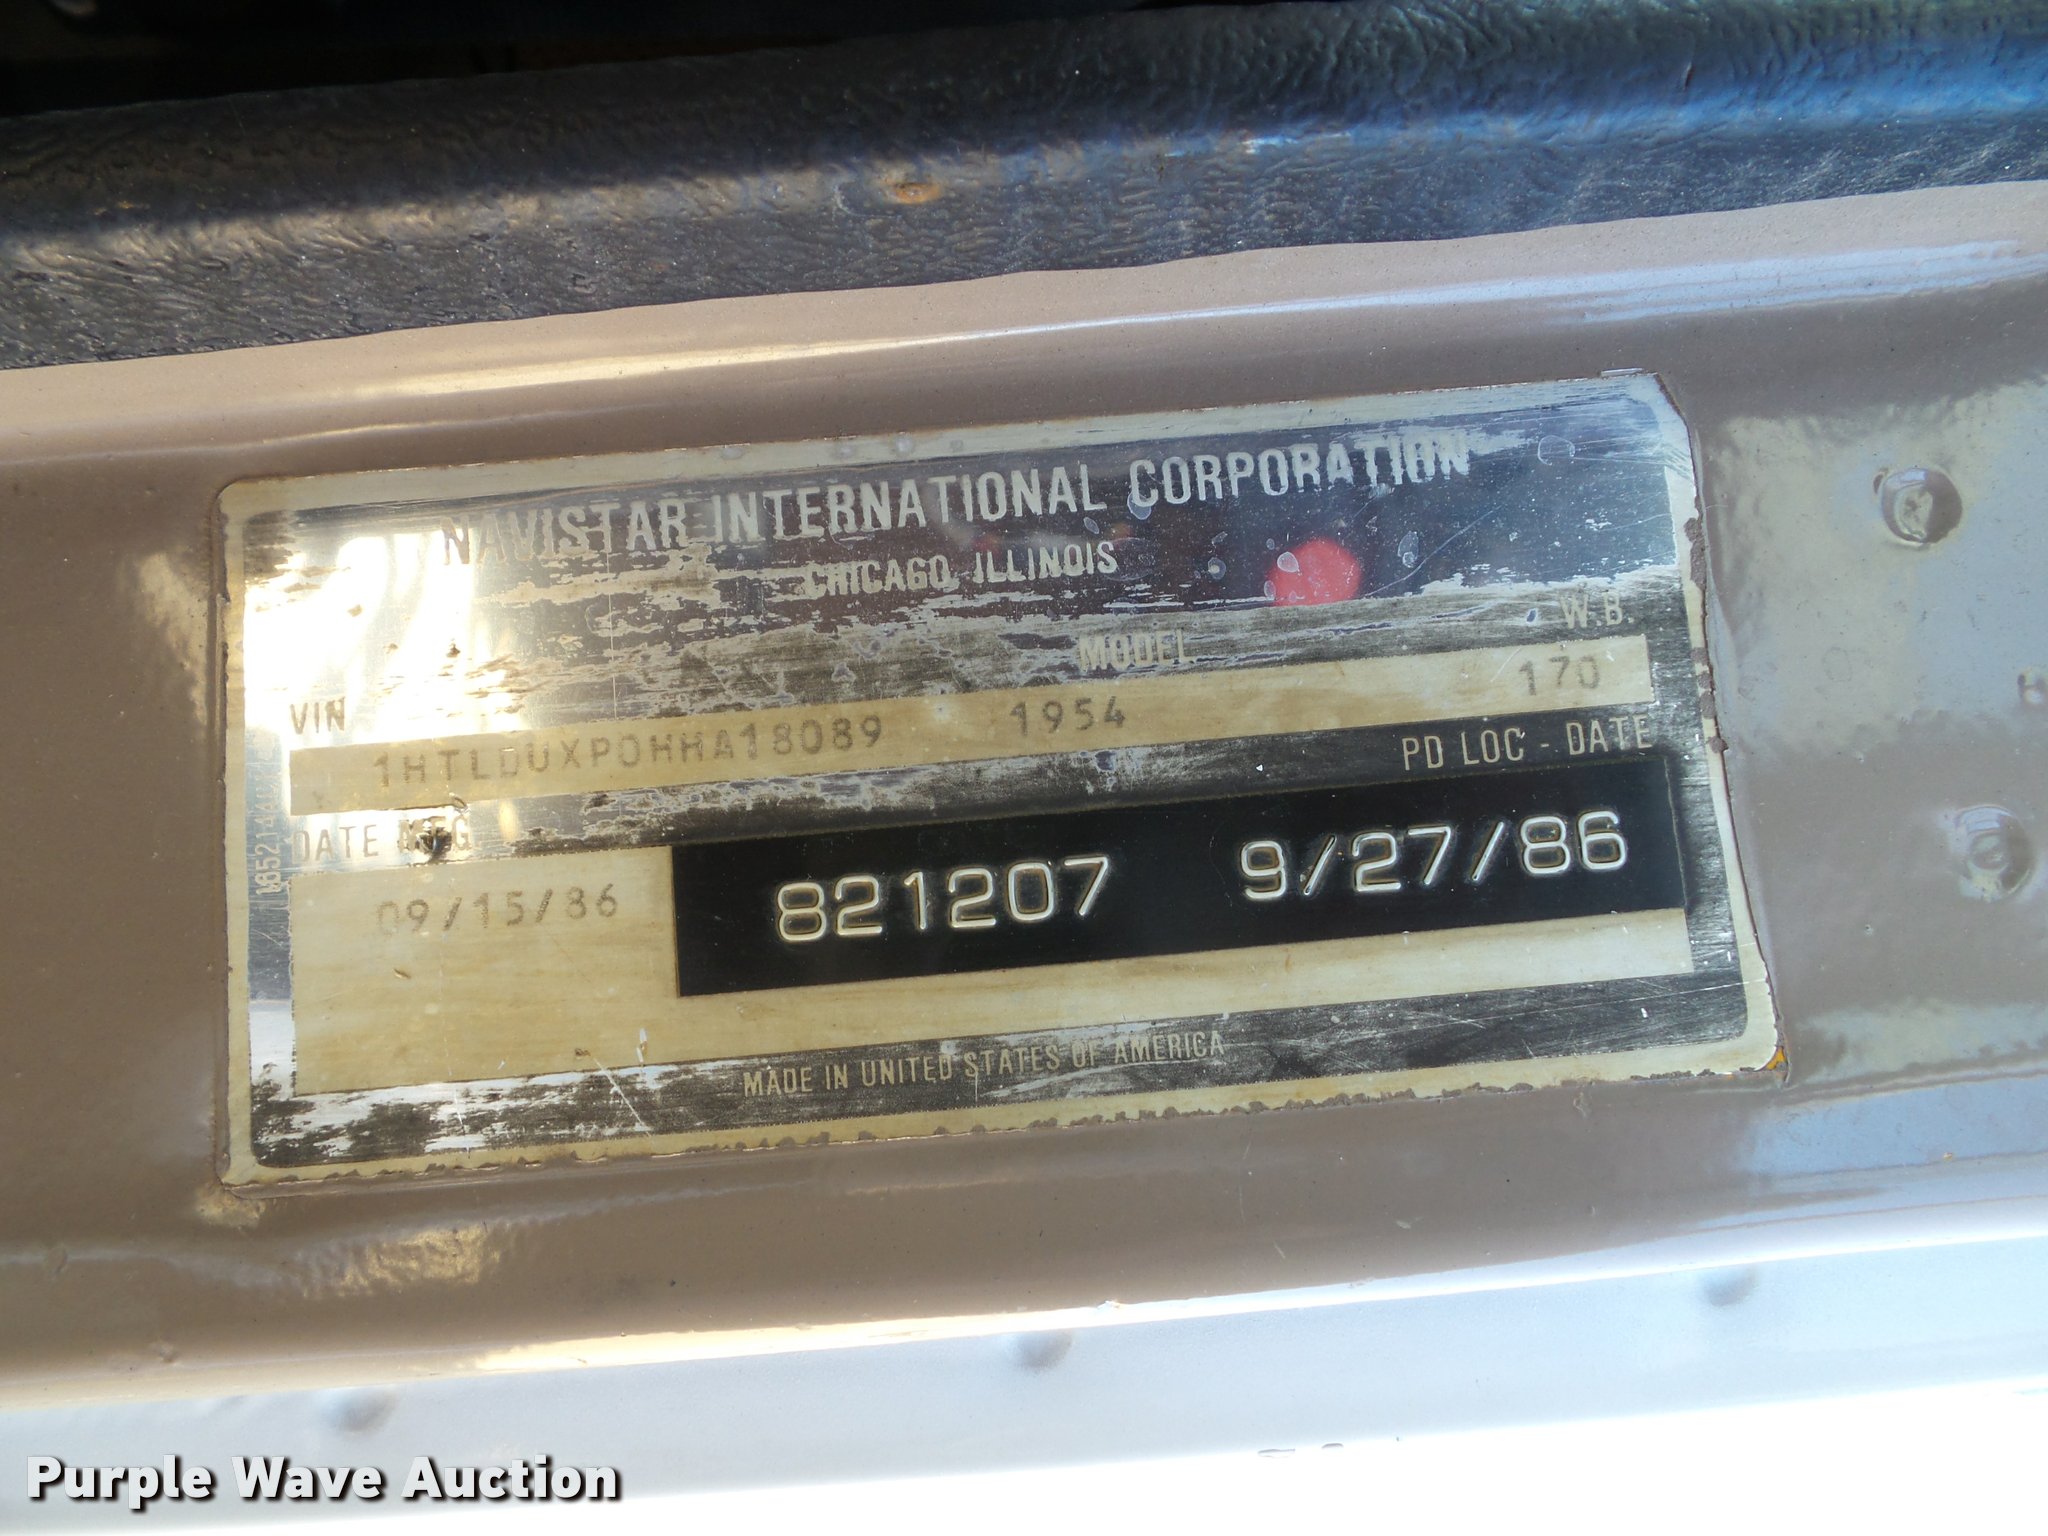 NAVISTAR INTERNATIONAL CORPORATION
CHICAGO, ILLINOIS
VIN MODEL W.B.
1HTLDUXP0HHA18089 1954 170
DATE MFG PD LOC - DATE
09/15/86 821207 9/27/86
MADE IN UNITED STATES OF AMERICA
Purple Wave Auction